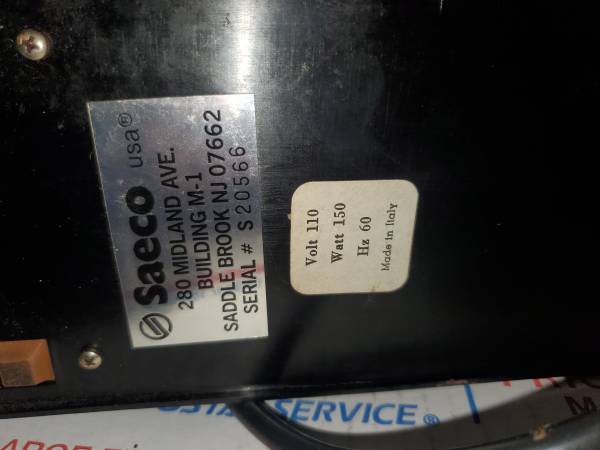 Saeco usa®
280 MIDLAND AVE.
BUILDING M-1
SADDLE BROOK NJ 07662
SERIAL # S20566
Volt 110
Watt 150
Hz 60
Made in Italy
SERVICE®